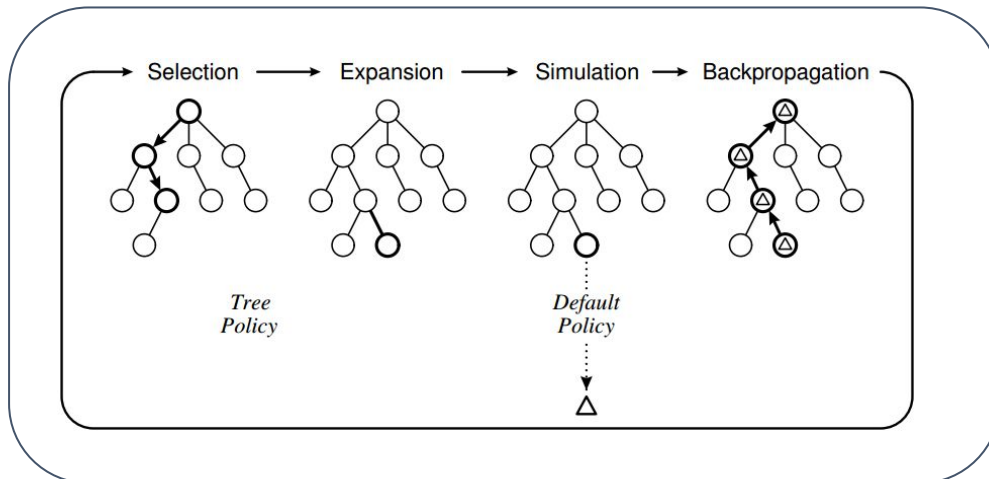 Selection Expansion Simulation Backpropagation
Tree Default
Policy Policy